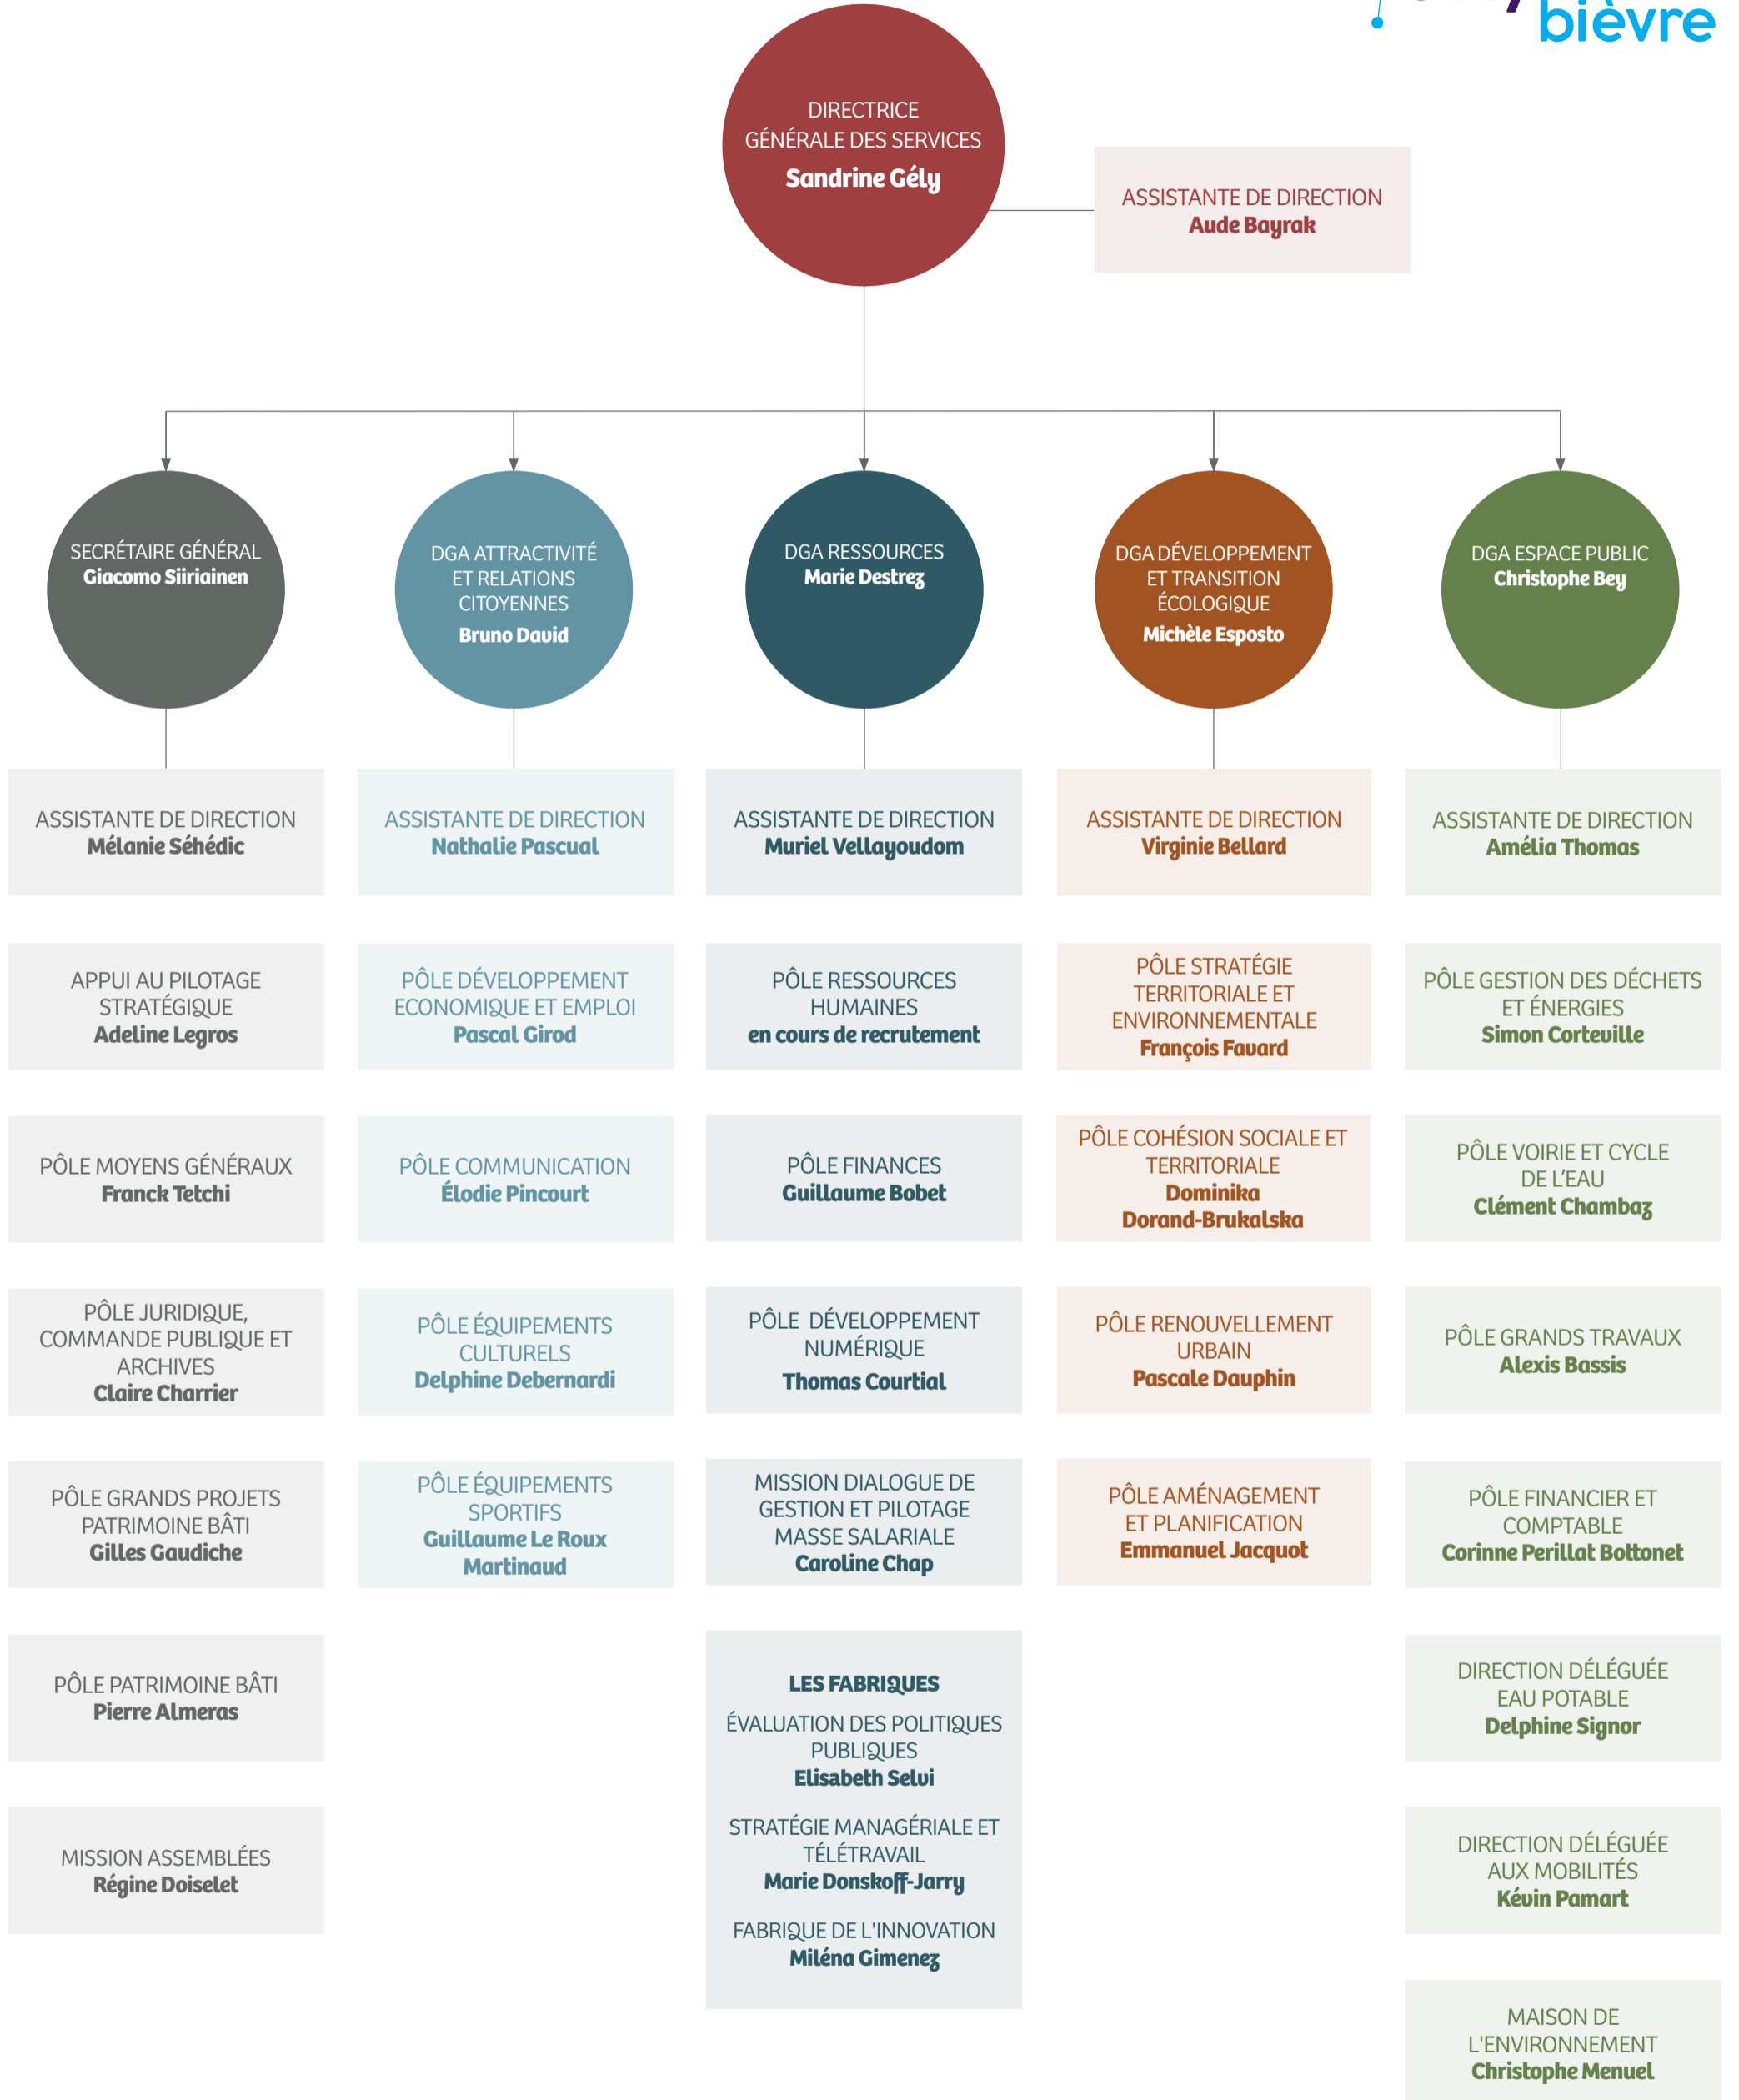 bièvre
DIRECTRICE
GÉNÉRALE DES SERVICES
Sandrine Gély
ASSISTANTE DE DIRECTION
Aude Bayrak
SECRÉTAIRE GÉNÉRAL
Giacomo Siiriainen
DGA ATTRACTIVITÉ
ET RELATIONS
CITOYENNES
Bruno David
DGA RESSOURCES
Marie Destrez
DGA DÉVELOPPEMENT
ET TRANSITION
ÉCOLOGIQUE
Michèle Esposto
DGA ESPACE PUBLIC
Christophe Bey
ASSISTANTE DE DIRECTION
Mélanie Séhédic
APPUI AU PILOTAGE
STRATÉGIQUE
Adeline Legros
PÔLE MOYENS GÉNÉRAUX
Franck Tetchi
PÔLE JURIDIQUE,
COMMANDE PUBLIQUE ET
ARCHIVES
Claire Charrier
PÔLE GRANDS PROJETS
PATRIMOINE BÂTI
Gilles Gaudiche
PÔLE PATRIMOINE BÂTI
Pierre Almeras
MISSION ASSEMBLÉES
Régine Doiselet
ASSISTANTE DE DIRECTION
Nathalie Pascual
PÔLE DÉVELOPPEMENT
ECONOMIQUE ET EMPLOI
Pascal Girod
PÔLE COMMUNICATION
Élodie Pincourt
PÔLE ÉQUIPEMENTS
CULTURELS
Delphine Debernardi
PÔLE ÉQUIPEMENTS
SPORTIFS
Guillaume Le Roux
Martinaud
ASSISTANTE DE DIRECTION
Muriel Vellayoudom
PÔLE RESSOURCES
HUMAINES
en cours de recrutement
PÔLE FINANCES
Guillaume Bobet
PÔLE DÉVELOPPEMENT
NUMÉRIQUE
Thomas Courtial
MISSION DIALOGUE DE
GESTION ET PILOTAGE
MASSE SALARIALE
Caroline Chap
LES FABRIQUES
ÉVALUATION DES POLITIQUES
PUBLIQUES
Elisabeth Selvi
STRATÉGIE MANAGÉRIALE ET
TÉLÉTRAVAIL
Marie Donskoff-Jarry
FABRIQUE DE L'INNOVATION
Miléna Gimenez
ASSISTANTE DE DIRECTION
Virginie Bellard
PÔLE STRATÉGIE
TERRITORIALE ET
ENVIRONNEMENTALE
François Favard
PÔLE COHÉSION SOCIALE ET
TERRITORIALE
Dominika
Dorand-Brukalska
PÔLE RENOUVELLEMENT
URBAIN
Pascale Dauphin
PÔLE AMÉNAGEMENT
ET PLANIFICATION
Emmanuel Jacquot
ASSISTANTE DE DIRECTION
Amélia Thomas
PÔLE GESTION DES DÉCHETS
ET ÉNERGIES
Simon Corteville
PÔLE VOIRIE ET CYCLE
DE L’EAU
Clément Chambaz
PÔLE GRANDS TRAVAUX
Alexis Bassis
PÔLE FINANCIER ET
COMPTABLE
Corinne Perillat Bottonet
DIRECTION DÉLÉGUÉE
EAU POTABLE
Delphine Signor
DIRECTION DÉLÉGUÉE
AUX MOBILITÉS
Kévin Pamart
MAISON DE
L'ENVIRONNEMENT
Christophe Menuel